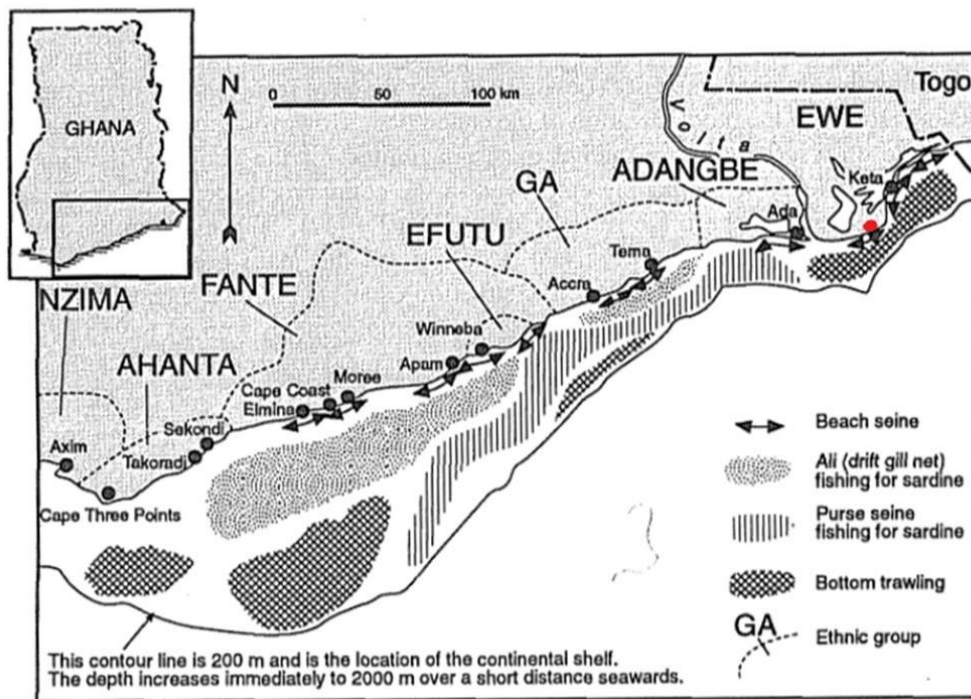 GHANA
N
0 50 100 km
Togo
Volta
EWE
Keta
ADANGBE
Ada
GA
Tema
EFUTU
Accra
FANTE
NZIMA
Winneba
AHANTA
Apam
Moree
Cape Coast
Elmina
Sekondi
Axim
Takoradi
Cape Three Points
Beach seine
Ali (drift gill net)
fishing for sardine
Purse seine
fishing for sardine
Bottom trawling
GA
Ethnic group
This contour line is 200 m and is the location of the continental shelf.
The depth increases immediately to 2000 m over a short distance seawards.